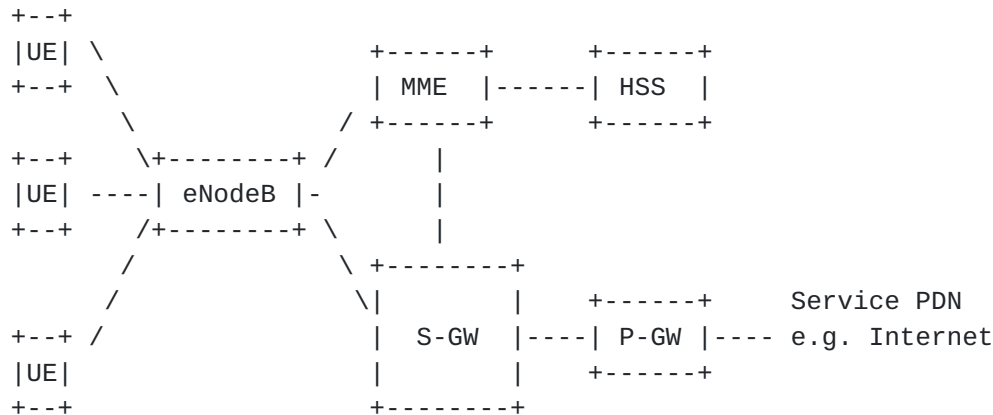 +--+
|UE| \                  +------+      +------+
+--+  \                 | MME  |------| HSS  |
       \              / +------+      +------+
+--+    \+--------+ /       |
|UE| ----| eNodeB |-        |
+--+    /+--------+ \       |
       /              \ +--------+
      /                \|        |    +------+     Service PDN
+--+ /                  |  S-GW  |----| P-GW |---- e.g. Internet
|UE|                    |        |    +------+
+--+                    +--------+